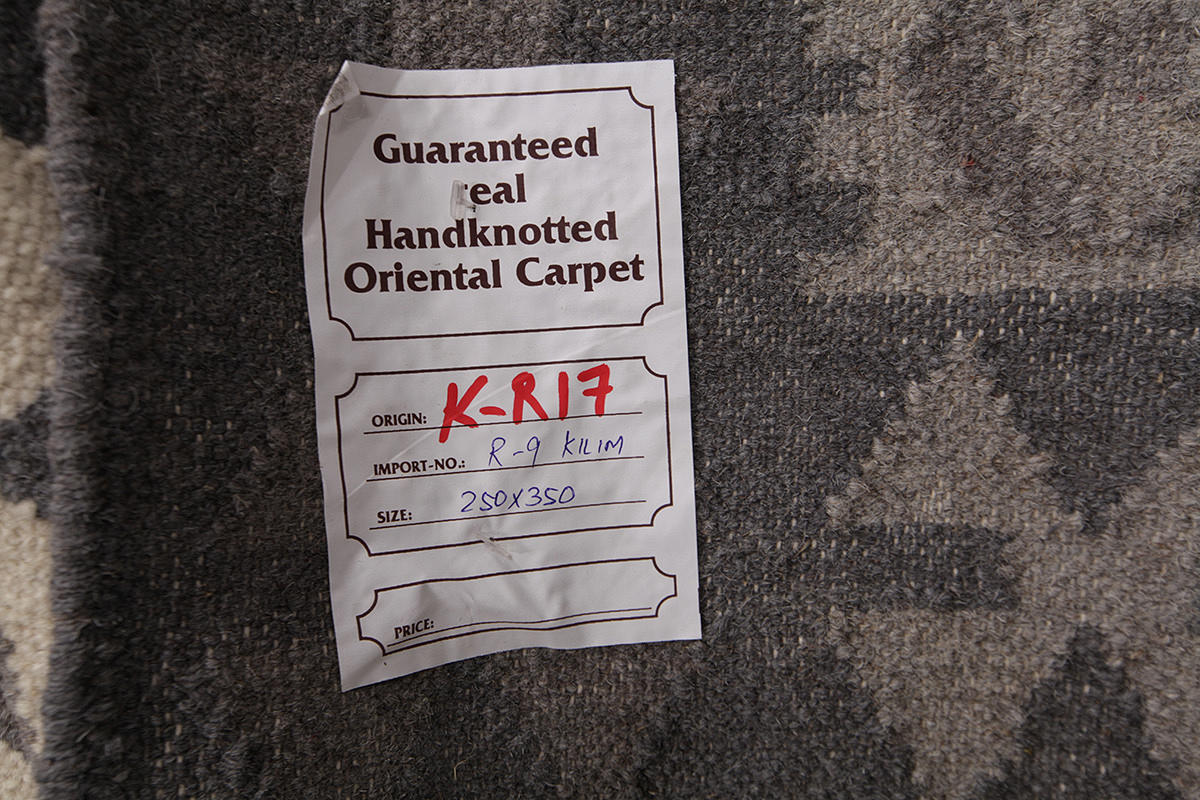 Guaranteed
real
Handknotted
Oriental Carpet
ORIGIN: K-R17
IMPORT-NO.: R-9 KILIM
SIZE: 250X350
PRICE: